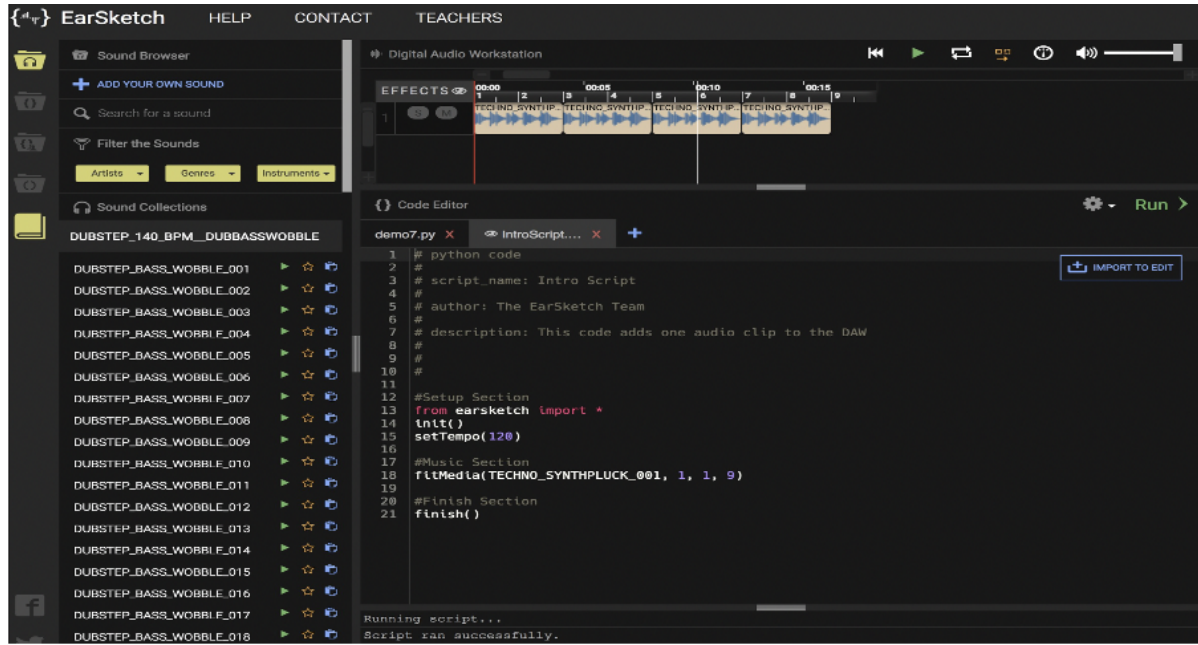 { } EarSketch HELP CONTACT TEACHERS
Sound Browser
ADD YOUR OWN SOUND
Search for a sound
Filter the Sounds
Artists Genres Instruments
Sound Collections
DUBSTEP_140_BPM__DUBBASSWOBBLE
DUBSTEP_BASS_WOBBLE_001
DUBSTEP_BASS_WOBBLE_002
DUBSTEP_BASS_WOBBLE_003
DUBSTEP_BASS_WOBBLE_004
DUBSTEP_BASS_WOBBLE_005
DUBSTEP_BASS_WOBBLE_006
DUBSTEP_BASS_WOBBLE_007
DUBSTEP_BASS_WOBBLE_008
DUBSTEP_BASS_WOBBLE_009
DUBSTEP_BASS_WOBBLE_010
DUBSTEP_BASS_WOBBLE_011
DUBSTEP_BASS_WOBBLE_012
DUBSTEP_BASS_WOBBLE_013
DUBSTEP_BASS_WOBBLE_014
DUBSTEP_BASS_WOBBLE_015
DUBSTEP_BASS_WOBBLE_016
DUBSTEP_BASS_WOBBLE_017
DUBSTEP_BASS_WOBBLE_018
Digital Audio Workstation
EFFECTS 00:00 00:05 00:10 00:15
1 2 3 4 5 6 7 8 9
1 S M TECHNO_SYNTHP... TECHNO_SYNTHP... TECHNO_SYNTHP... TECHNO_SYNTHP...
{} Code Editor Run
demo7.py X IntroScript.... X +
IMPORT TO EDIT
1 # python code
2 #
3 # script_name: Intro Script
4 #
5 # author: The EarSketch Team
6 #
7 # description: This code adds one audio clip to the DAW
8 #
9 #
10 #
11
12 #Setup Section
13 from earsketch import *
14 init()
15 setTempo(120)
16
17 #Music Section
18 fitMedia(TECHNO_SYNTHPLUCK_001, 1, 1, 9)
19
20 #Finish Section
21 finish()
Running script...
Script ran successfully.